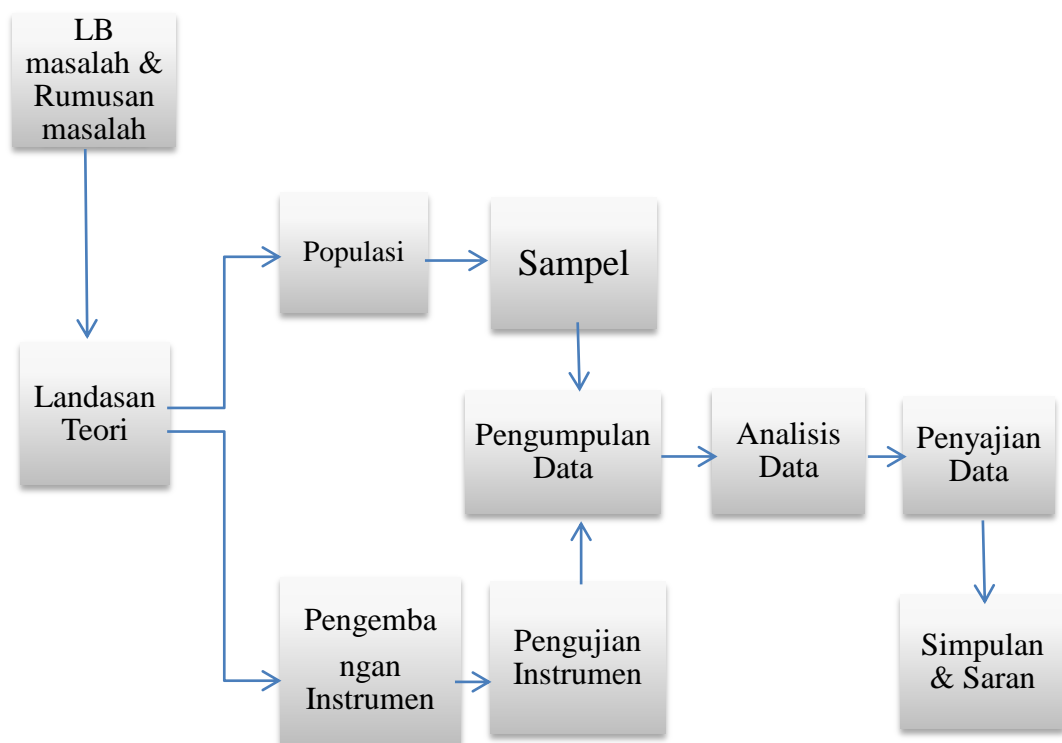 LB
masalah &
Rumusan
masalah
Populasi
Sampel
Landasan
Teori
Pengumpulan
Data
Analisis
Data
Penyajian
Data
Pengemba
ngan
Instrumen
Pengujian
Instrumen
Simpulan
& Saran